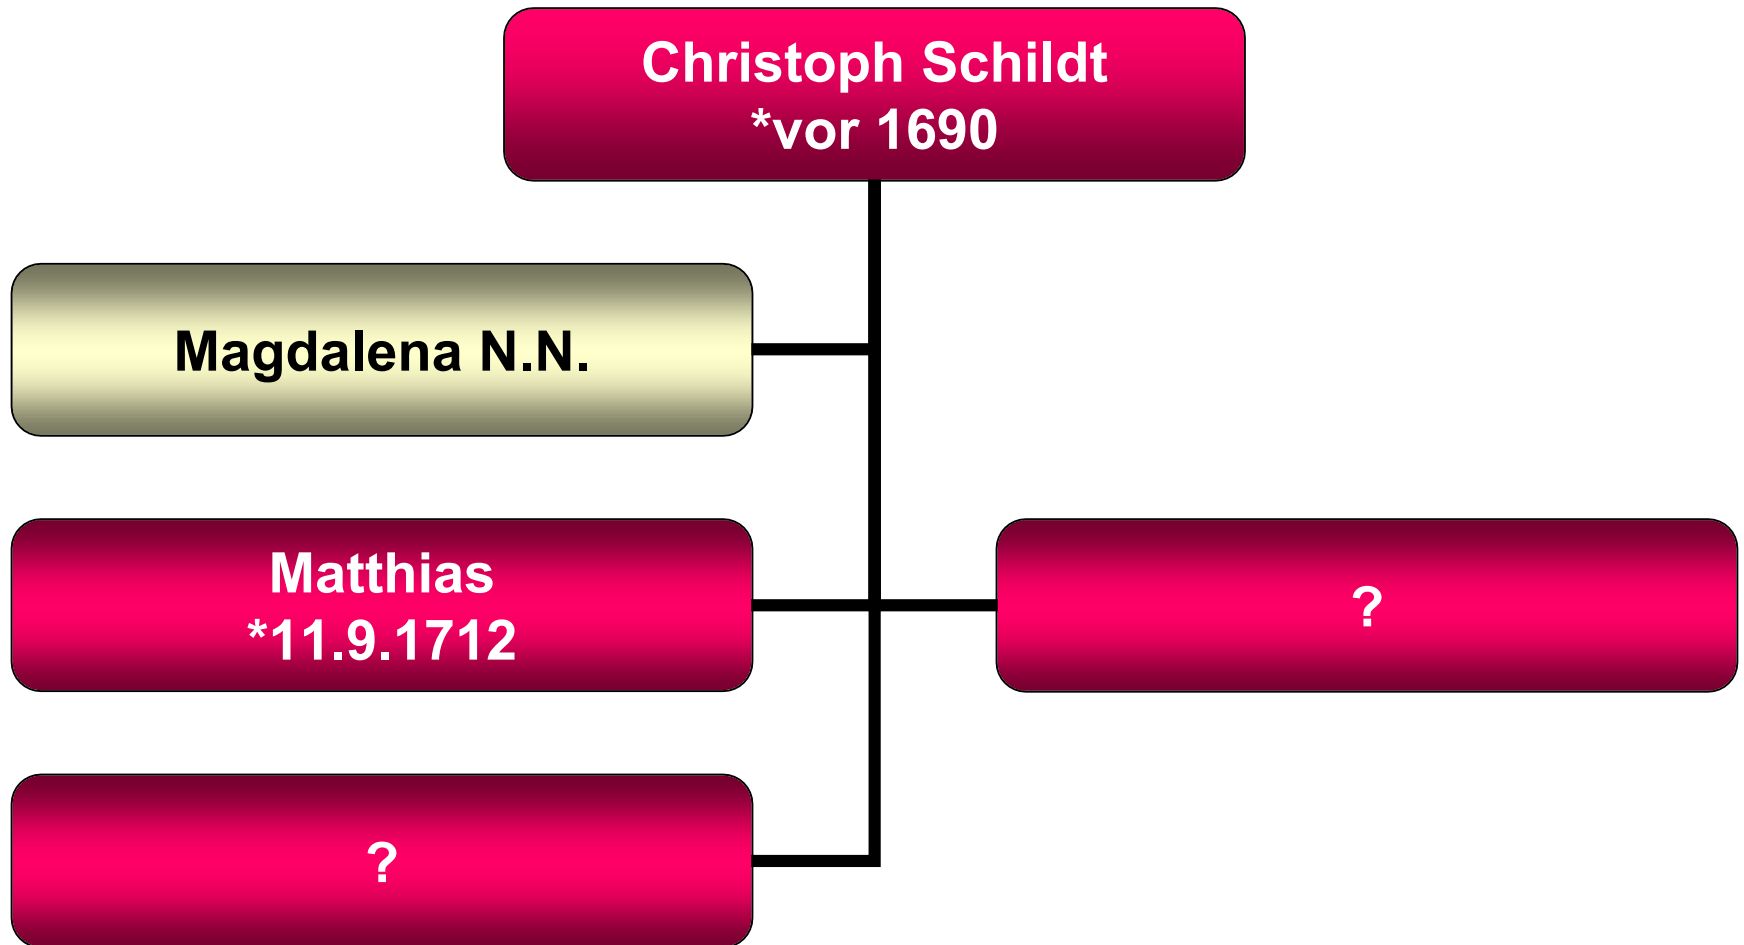 Christoph Schildt
*vor 1690
Magdalena N.N.
Matthias
*11.9.1712
?
?